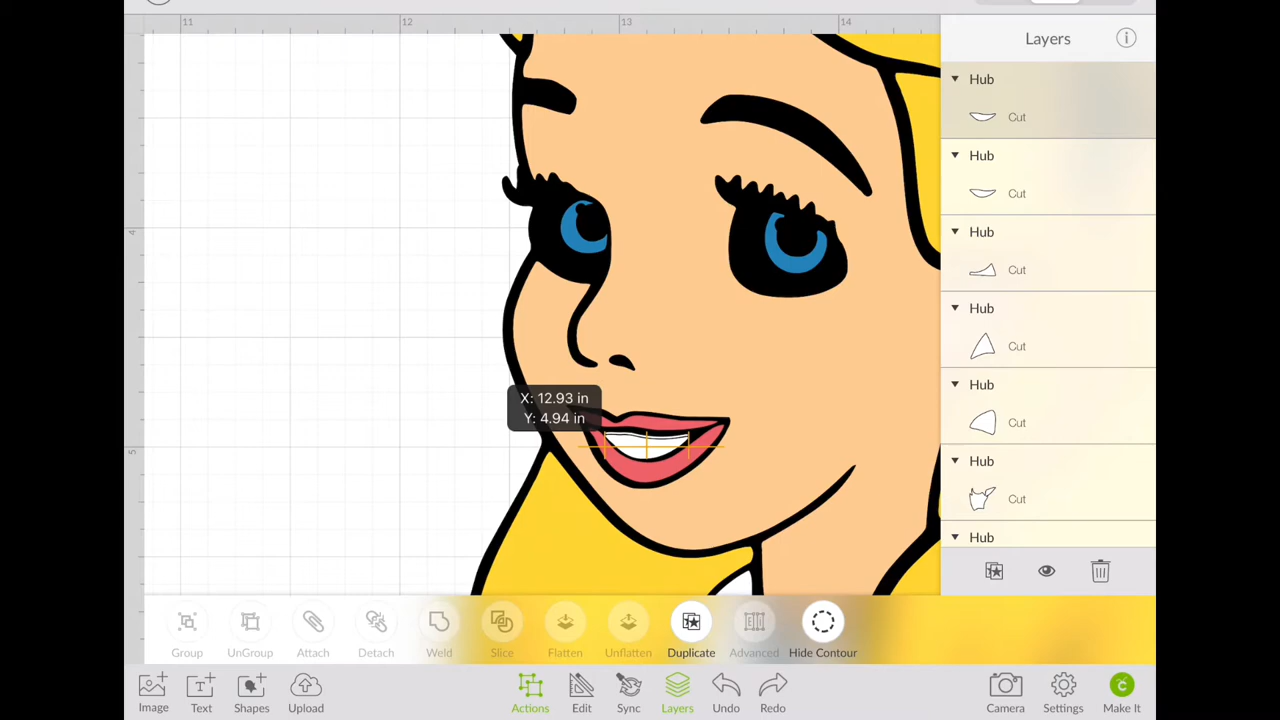 11
12
13
14
Layers
Hub
Cut
Hub
Cut
Hub
Cut
Hub
Cut
Hub
Cut
Hub
Cut
Hub
4
5
X: 12.93 in
Y: 4.94 in
Group
UnGroup
Attach
Detach
Weld
Slice
Flatten
Unflatten
Duplicate
Advanced
Hide Contour
Image
Text
Shapes
Upload
Actions
Edit
Sync
Layers
Undo
Redo
Camera
Settings
Make It